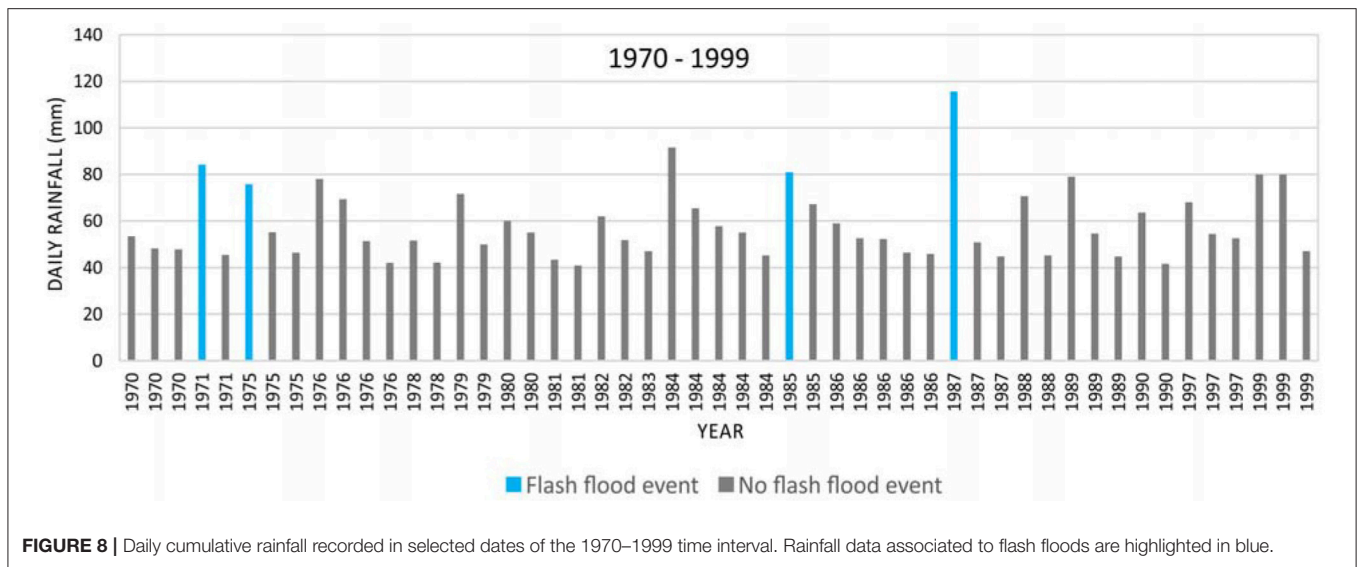 1970 - 1999
DAILY RAINFALL (mm)
140
120
100
80
60
40
20
0
1970 1970 1970 1971 1971 1975 1975 1975 1976 1976 1976 1976 1978 1978 1979 1979 1980 1980 1981 1981 1982 1982 1983 1984 1984 1984 1984 1984 1985 1985 1986 1986 1986 1986 1986 1987 1987 1987 1988 1988 1989 1989 1989 1990 1990 1997 1997 1997 1999 1999 1999
YEAR
Flash flood event No flash flood event
FIGURE 8 | Daily cumulative rainfall recorded in selected dates of the 1970–1999 time interval. Rainfall data associated to flash floods are highlighted in blue.